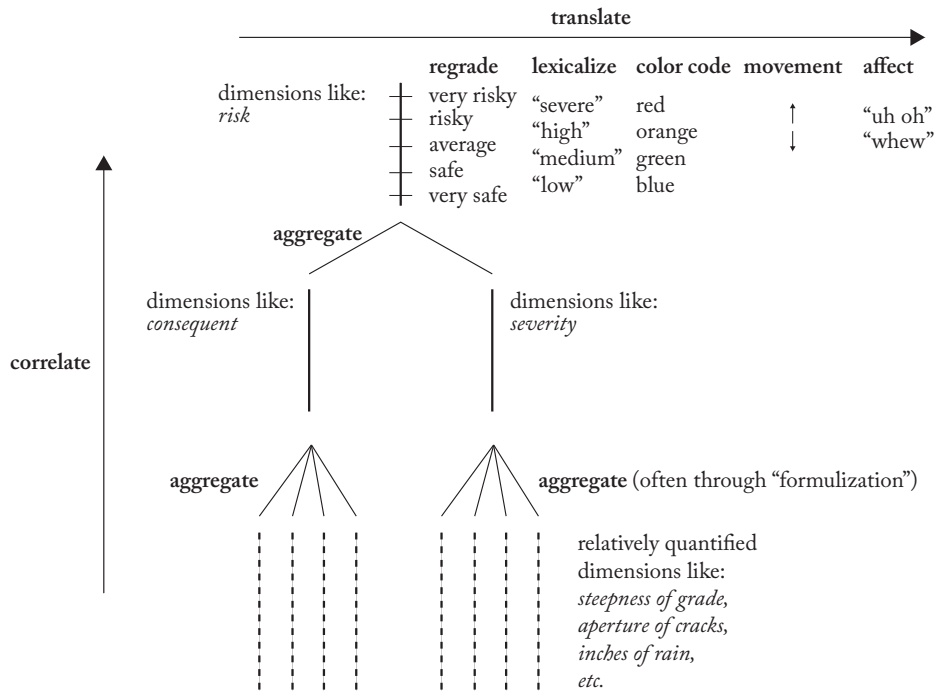 translate
regrade lexicalize color code movement affect
dimensions like:
risk
very risky
risky
average
safe
very safe
“severe”
“high”
“medium”
“low”
red
orange
green
blue
“uh oh”
“whew”
aggregate
dimensions like:
consequent
dimensions like:
severity
correlate
aggregate
aggregate (often through “formulization”)
relatively quantified
dimensions like:
steepness of grade,
aperture of cracks,
inches of rain,
etc.